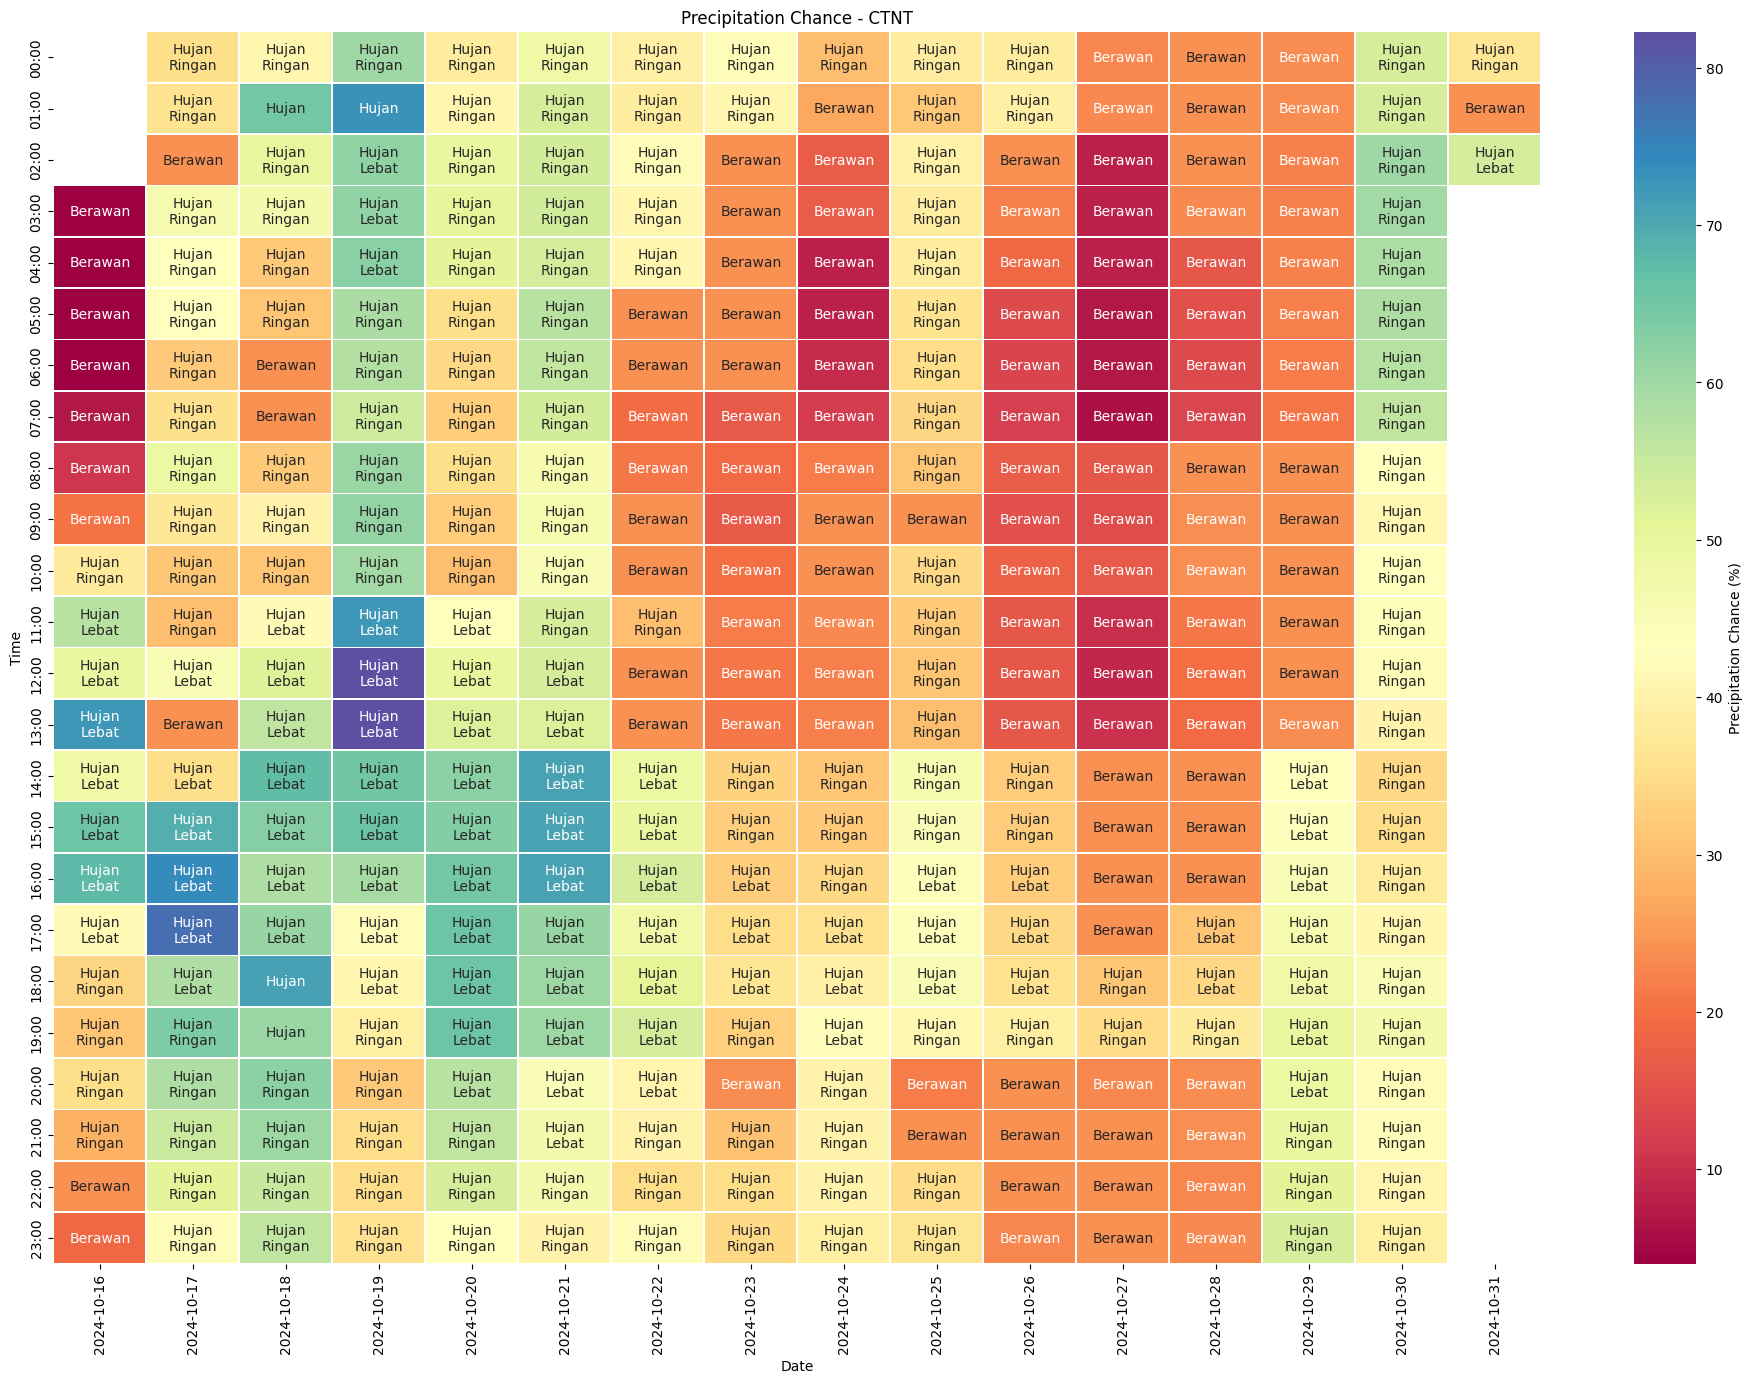 Precipitation Chance - CTNT
00:00 Hujan Ringan Hujan Ringan Hujan Ringan Hujan Ringan Hujan Ringan Hujan Ringan Hujan Ringan Hujan Ringan Hujan Ringan Hujan Ringan Berawan Berawan Berawan Hujan Ringan Hujan Ringan
01:00 Hujan Ringan Hujan Hujan Hujan Ringan Hujan Ringan Hujan Ringan Hujan Ringan Berawan Hujan Ringan Hujan Ringan Berawan Berawan Berawan Hujan Ringan Berawan
02:00 Berawan Hujan Ringan Hujan Lebat Hujan Ringan Hujan Ringan Hujan Ringan Berawan Berawan Hujan Ringan Berawan Berawan Berawan Berawan Hujan Ringan Hujan Lebat
03:00 Berawan Hujan Ringan Hujan Ringan Hujan Lebat Hujan Ringan Hujan Ringan Hujan Ringan Berawan Berawan Hujan Ringan Berawan Berawan Berawan Berawan Hujan Ringan
04:00 Berawan Hujan Ringan Hujan Ringan Hujan Lebat Hujan Ringan Hujan Ringan Hujan Ringan Berawan Berawan Hujan Ringan Berawan Berawan Berawan Berawan Hujan Ringan
05:00 Berawan Hujan Ringan Hujan Ringan Hujan Ringan Hujan Ringan Hujan Ringan Berawan Berawan Berawan Hujan Ringan Berawan Berawan Berawan Berawan Hujan Ringan
06:00 Berawan Hujan Ringan Berawan Hujan Ringan Hujan Ringan Hujan Ringan Berawan Berawan Berawan Hujan Ringan Berawan Berawan Berawan Berawan Hujan Ringan
07:00 Berawan Hujan Ringan Berawan Hujan Ringan Hujan Ringan Hujan Ringan Berawan Berawan Berawan Hujan Ringan Berawan Berawan Berawan Berawan Hujan Ringan
08:00 Berawan Hujan Ringan Hujan Ringan Hujan Ringan Hujan Ringan Hujan Ringan Berawan Berawan Berawan Hujan Ringan Berawan Berawan Berawan Berawan Hujan Ringan
09:00 Berawan Hujan Ringan Hujan Ringan Hujan Ringan Hujan Ringan Hujan Ringan Berawan Berawan Berawan Berawan Berawan Berawan Berawan Berawan Hujan Ringan
10:00 Hujan Ringan Hujan Ringan Hujan Ringan Hujan Ringan Hujan Ringan Hujan Ringan Berawan Berawan Berawan Hujan Ringan Berawan Berawan Berawan Berawan Hujan Ringan
11:00 Hujan Lebat Hujan Ringan Hujan Lebat Hujan Lebat Hujan Lebat Hujan Ringan Hujan Ringan Berawan Berawan Hujan Ringan Berawan Berawan Berawan Berawan Hujan Ringan
12:00 Hujan Lebat Hujan Lebat Hujan Lebat Hujan Lebat Hujan Lebat Hujan Lebat Berawan Berawan Berawan Hujan Ringan Berawan Berawan Berawan Berawan Hujan Ringan
13:00 Hujan Lebat Berawan Hujan Lebat Hujan Lebat Hujan Lebat Hujan Lebat Berawan Berawan Berawan Hujan Ringan Berawan Berawan Berawan Berawan Hujan Ringan
14:00 Hujan Lebat Hujan Lebat Hujan Lebat Hujan Lebat Hujan Lebat Hujan Lebat Hujan Lebat Hujan Ringan Hujan Ringan Hujan Ringan Hujan Ringan Berawan Berawan Hujan Lebat Hujan Ringan
15:00 Hujan Lebat Hujan Lebat Hujan Lebat Hujan Lebat Hujan Lebat Hujan Lebat Hujan Lebat Hujan Ringan Hujan Ringan Hujan Ringan Hujan Ringan Berawan Berawan Hujan Lebat Hujan Ringan
16:00 Hujan Lebat Hujan Lebat Hujan Lebat Hujan Lebat Hujan Lebat Hujan Lebat Hujan Lebat Hujan Lebat Hujan Ringan Hujan Lebat Hujan Lebat Berawan Berawan Hujan Lebat Hujan Ringan
17:00 Hujan Lebat Hujan Lebat Hujan Lebat Hujan Lebat Hujan Lebat Hujan Lebat Hujan Lebat Hujan Lebat Hujan Lebat Hujan Lebat Hujan Lebat Berawan Hujan Lebat Hujan Lebat Hujan Ringan
18:00 Hujan Ringan Hujan Lebat Hujan Hujan Lebat Hujan Lebat Hujan Lebat Hujan Lebat Hujan Lebat Hujan Lebat Hujan Lebat Hujan Lebat Hujan Ringan Hujan Lebat Hujan Lebat Hujan Ringan
19:00 Hujan Ringan Hujan Ringan Hujan Hujan Ringan Hujan Lebat Hujan Lebat Hujan Lebat Hujan Ringan Hujan Lebat Hujan Ringan Hujan Ringan Hujan Ringan Hujan Ringan Hujan Lebat Hujan Ringan
20:00 Hujan Ringan Hujan Ringan Hujan Ringan Hujan Ringan Hujan Lebat Hujan Lebat Hujan Lebat Berawan Hujan Ringan Berawan Berawan Berawan Berawan Hujan Lebat Hujan Ringan
21:00 Hujan Ringan Hujan Ringan Hujan Ringan Hujan Ringan Hujan Ringan Hujan Lebat Hujan Ringan Hujan Ringan Hujan Ringan Berawan Berawan Berawan Berawan Hujan Ringan Hujan Ringan
22:00 Berawan Hujan Ringan Hujan Ringan Hujan Ringan Hujan Ringan Hujan Ringan Hujan Ringan Hujan Ringan Hujan Ringan Hujan Ringan Berawan Berawan Berawan Hujan Ringan Hujan Ringan
23:00 Berawan Hujan Ringan Hujan Ringan Hujan Ringan Hujan Ringan Hujan Ringan Hujan Ringan Hujan Ringan Hujan Ringan Hujan Ringan Berawan Berawan Berawan Hujan Ringan Hujan Ringan
Time
2024-10-16 2024-10-17 2024-10-18 2024-10-19 2024-10-20 2024-10-21 2024-10-22 2024-10-23 2024-10-24 2024-10-25 2024-10-26 2024-10-27 2024-10-28 2024-10-29 2024-10-30 2024-10-31
Date
80
70
60
50
40
30
20
10
Precipitation Chance (%)